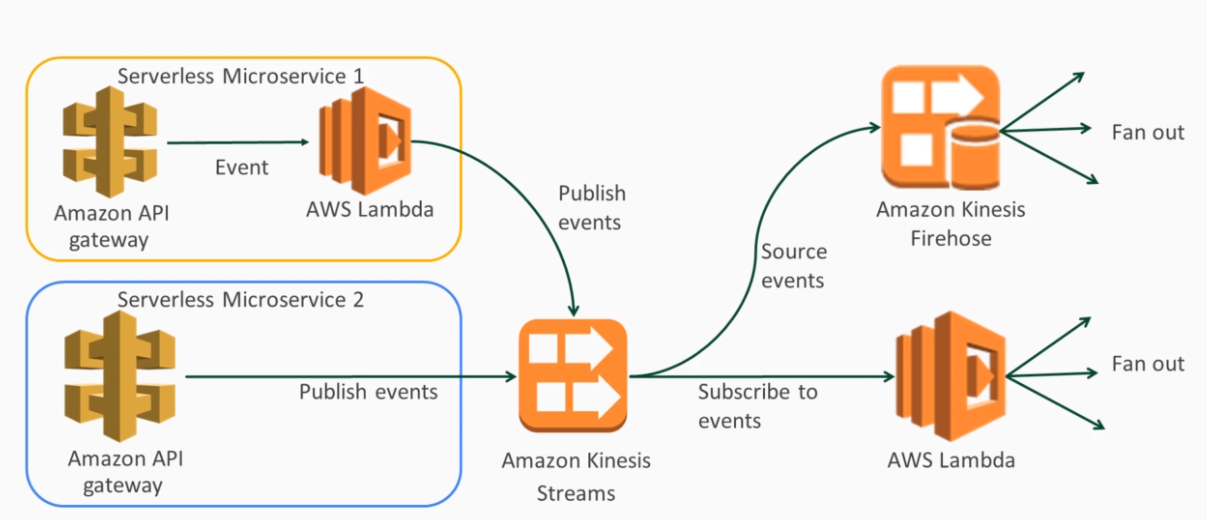 Serverless Microservice 1
Event
Amazon API
gateway
AWS Lambda
Publish
events
Serverless Microservice 2
Publish events
Amazon API
gateway
Amazon Kinesis
Streams
Source
events
Subscribe to
events
Fan out
Amazon Kinesis
Firehose
Fan out
AWS Lambda